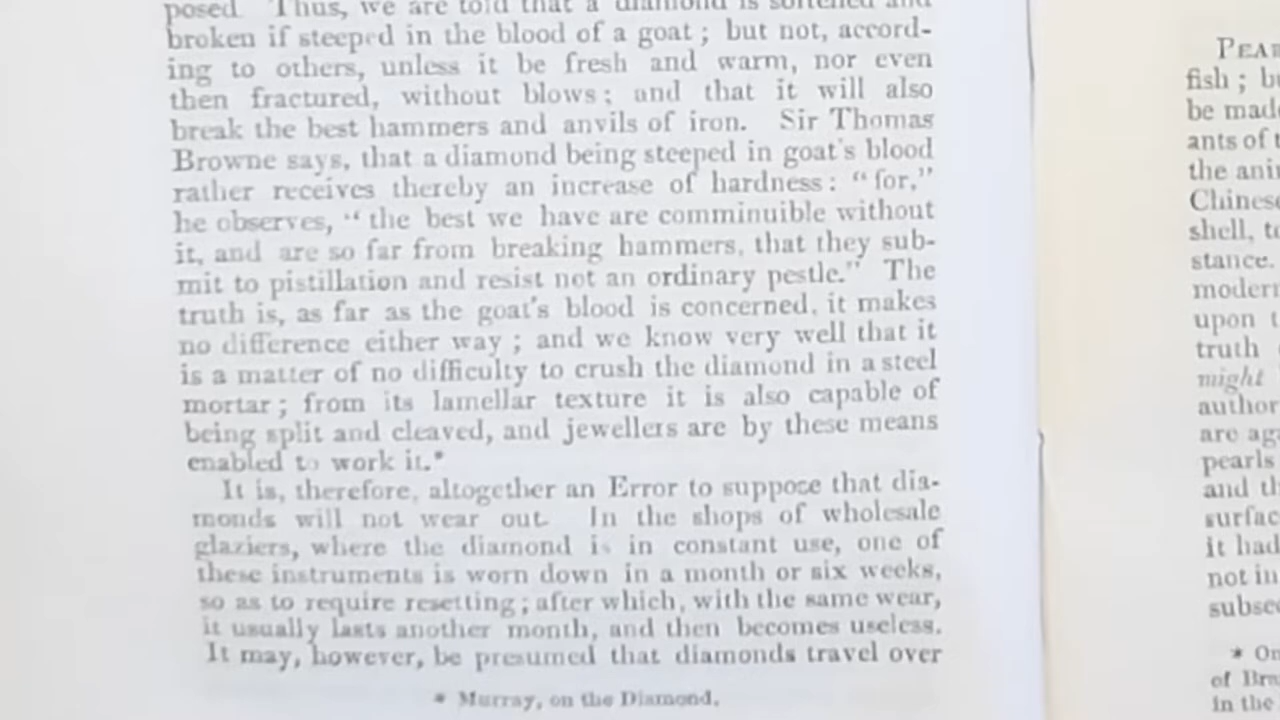 posed. Thus, we are told that a diamond is softened and
broken if steeped in the blood of a goat; but not, accord-
ing to others, unless it be fresh and warm, nor even
then fractured, without blows; and that it will also
break the best hammers and anvils of iron. Sir Thomas
Browne says, that a diamond being steeped in goat's blood
rather receives thereby an increase of hardness: "for,"
he observes, "the best we have are comminuible without
it, and are so far from breaking hammers, that they sub-
mit to pistillation and resist not an ordinary pestle." The
truth is, as far as the goat's blood is concerned, it makes
no difference either way; and we know very well that it
is a matter of no difficulty to crush the diamond in a steel
mortar; from its lamellar texture it is also capable of
being split and cleaved, and jewellers are by these means
enabled to work it.*
It is, therefore, altogether an Error to suppose that dia-
monds will not wear out. In the shops of wholesale
glaziers, where the diamond is in constant use, one of
these instruments is worn down in a month or six weeks,
so as to require resetting; after which, with the same wear,
it usually lasts another month, and then becomes useless.
It may, however, be presumed that diamonds travel over
* Murray, on the Diamond.
fish; bu
be made
ants of t
the ani
Chinese
shell, to
stance.
modern
upon t
truth
might
author
are aga
pearls
and th
surfac
it had
not in
subse
* On
of Bra
in the